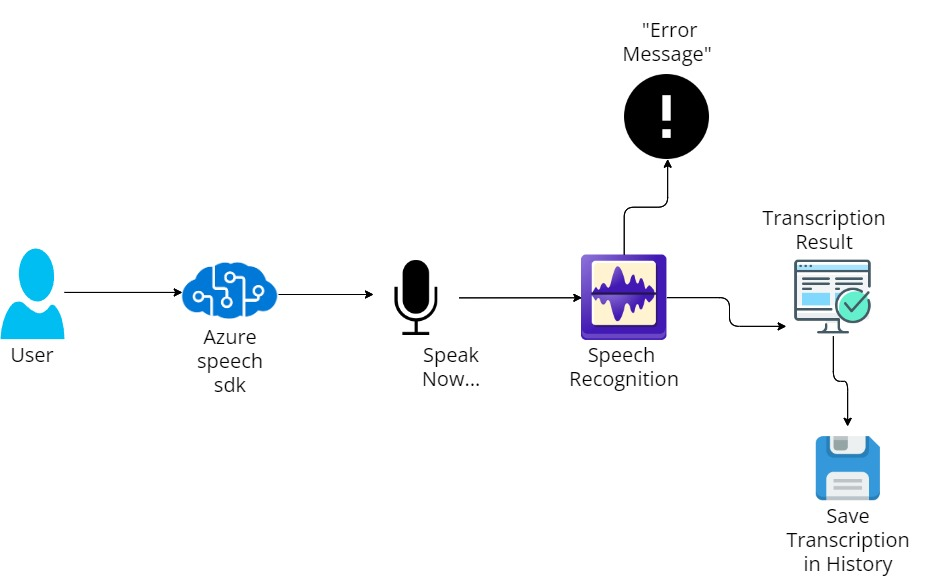 "Error
Message"
Transcription
Result
User
Azure
speech
sdk
Speak
Now...
Speech
Recognition
Save
Transcription
in History